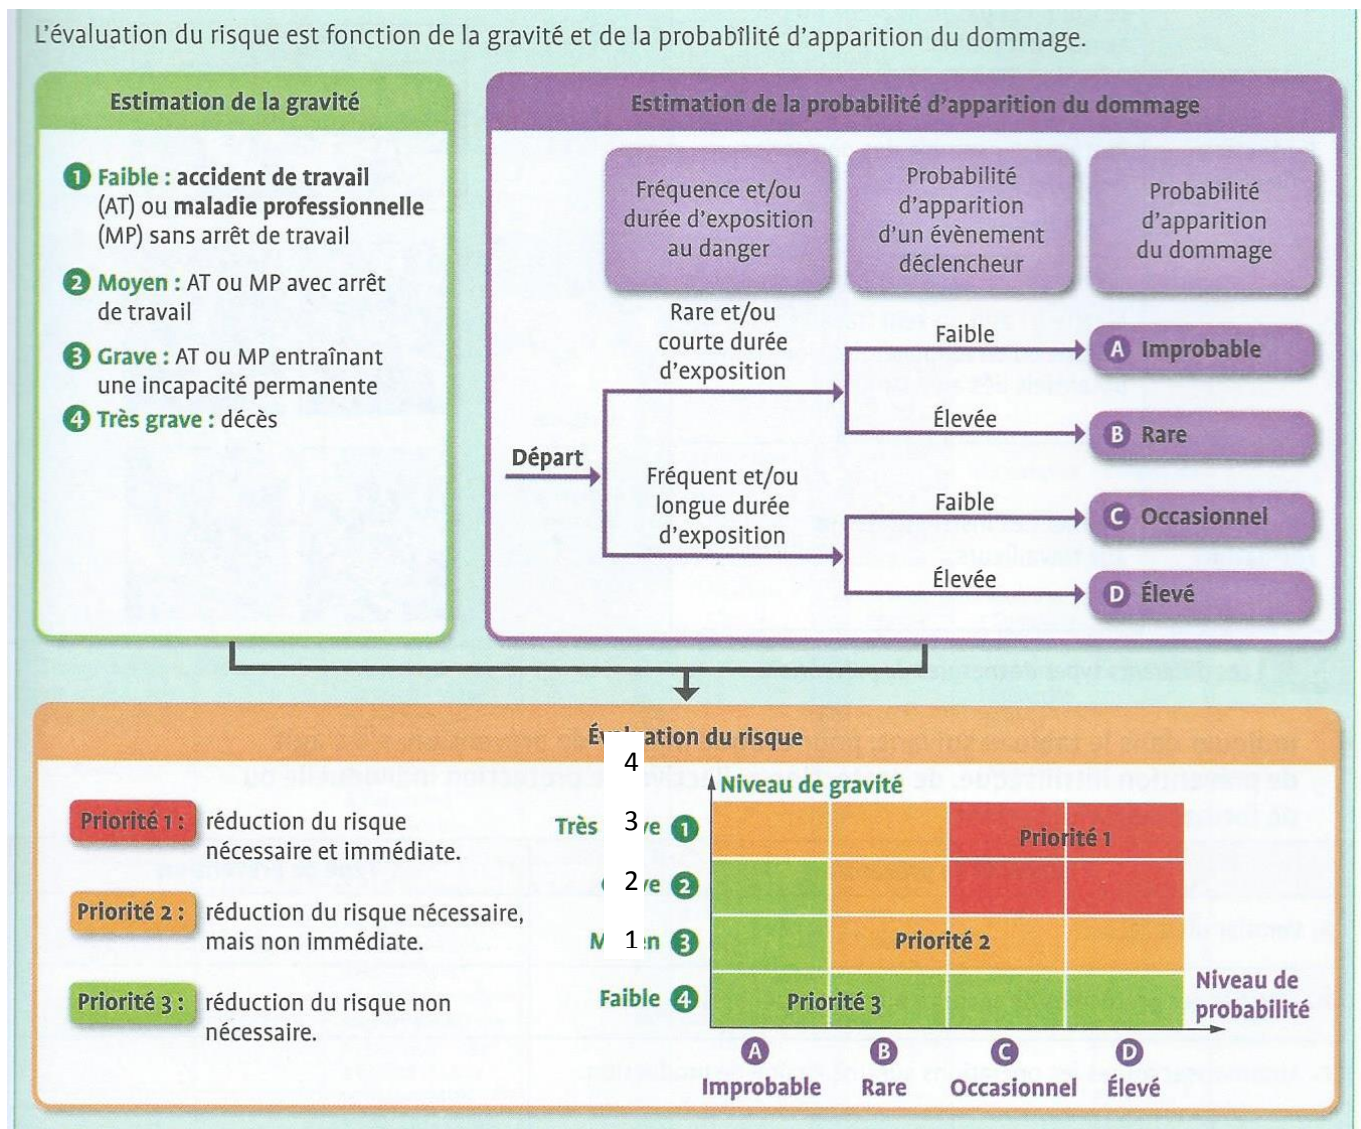 L'évaluation du risque est fonction de la gravité et de la probabîlité d'apparition du dommage.
Estimation de la gravité
1 Faible : accident de travail
(AT) ou maladie professionnelle
(MP) sans arrêt de travail
2 Moyen : AT ou MP avec arrêt
de travail
3 Grave : AT ou MP entraînant
une incapacité permanente
4 Très grave : décès
Estimation de la probabilité d'apparition du dommage
Fréquence et/ou
durée d'exposition
au danger
Probabilité
d'apparition
d'un évènement
déclencheur
Probabilité
d'apparition
du dommage
Départ
Rare et/ou
courte durée
d'exposition
Faible
A Improbable
Élevée
B Rare
Fréquent et/ou
longue durée
d'exposition
Faible
C Occasionnel
Élevée
D Élevé
du risque
Priorité 1 : réduction du risque
nécessaire et immédiate.
Priorité 2 : réduction du risque nécessaire,
mais non immédiate.
Priorité 3 : réduction du risque non
nécessaire.
4
3
2
1
Niveau de gravité
Très 1
2
3
Faible 4
Priorité 1
Priorité 2
Priorité 3
Niveau de
probabilité
A
Improbable
B
Rare
C
Occasionnel
D
Élevé